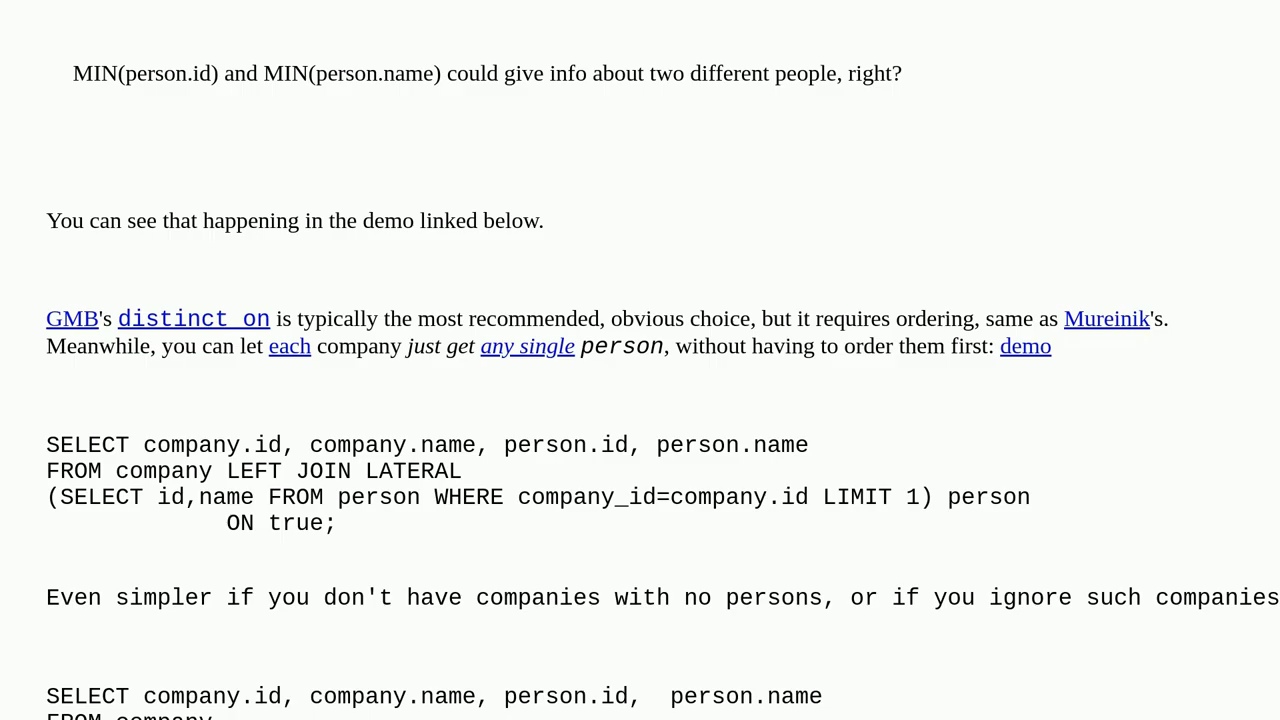 MIN(person.id) and MIN(person.name) could give info about two different people, right?
You can see that happening in the demo linked below.
GMB's distinct on is typically the most recommended, obvious choice, but it requires ordering, same as Mureinik's.
Meanwhile, you can let each company just get any single person, without having to order them first: demo
SELECT company.id, company.name, person.id, person.name
FROM company LEFT JOIN LATERAL
(SELECT id,name FROM person WHERE company_id=company.id LIMIT 1) person
ON true;
Even simpler if you don't have companies with no persons, or if you ignore such companies
SELECT company.id, company.name, person.id,  person.name
FROM company